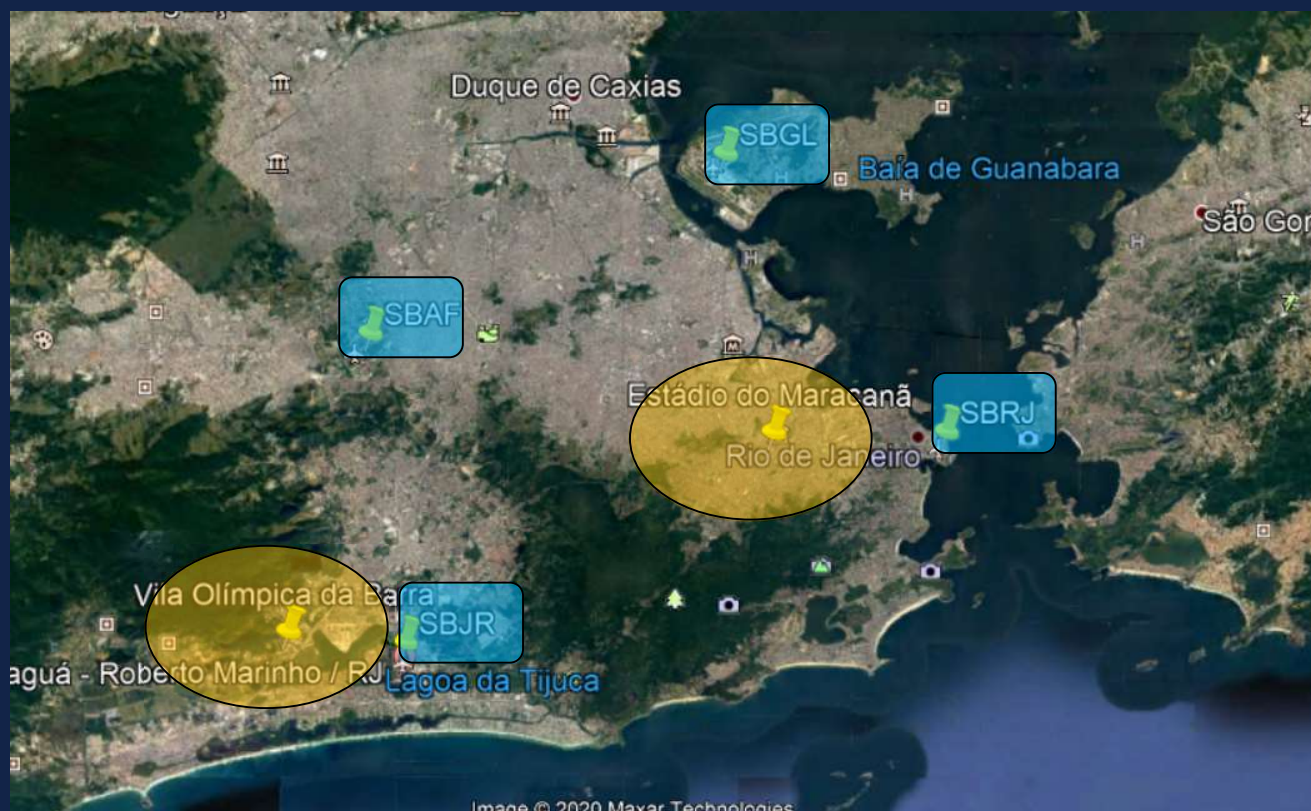 Duque de Caxias
SBGL
Baía de Guanabara
São Gon
SBAF
Estádio do Maracanã
SBRJ
Rio de Janeiro
Vila Olímpica da Barra
SBJR
aguá - Roberto Marinho / RJ
Lagoa da Tijuca
Image © 2020 Maxar Technologies